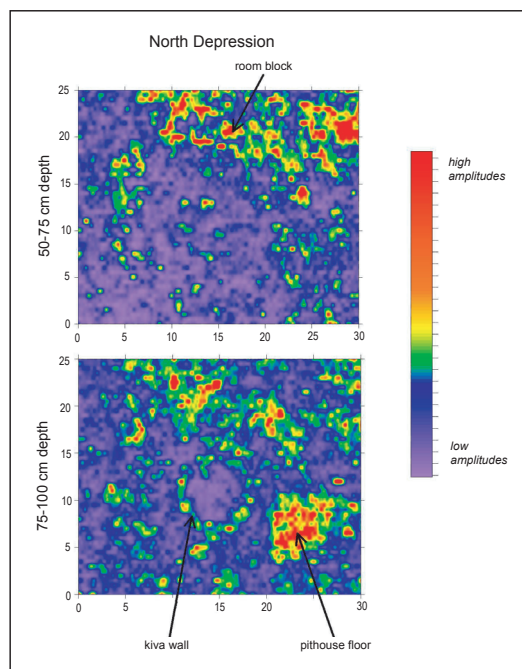 North Depression
room block
50-75 cm depth
25
20
15
10
5
0
0 5 10 15 20 25 30
high
amplitudes
low
amplitudes
75-100 cm depth
25
20
15
10
5
0
0 5 10 15 20 25 30
kiva wall
pithouse floor